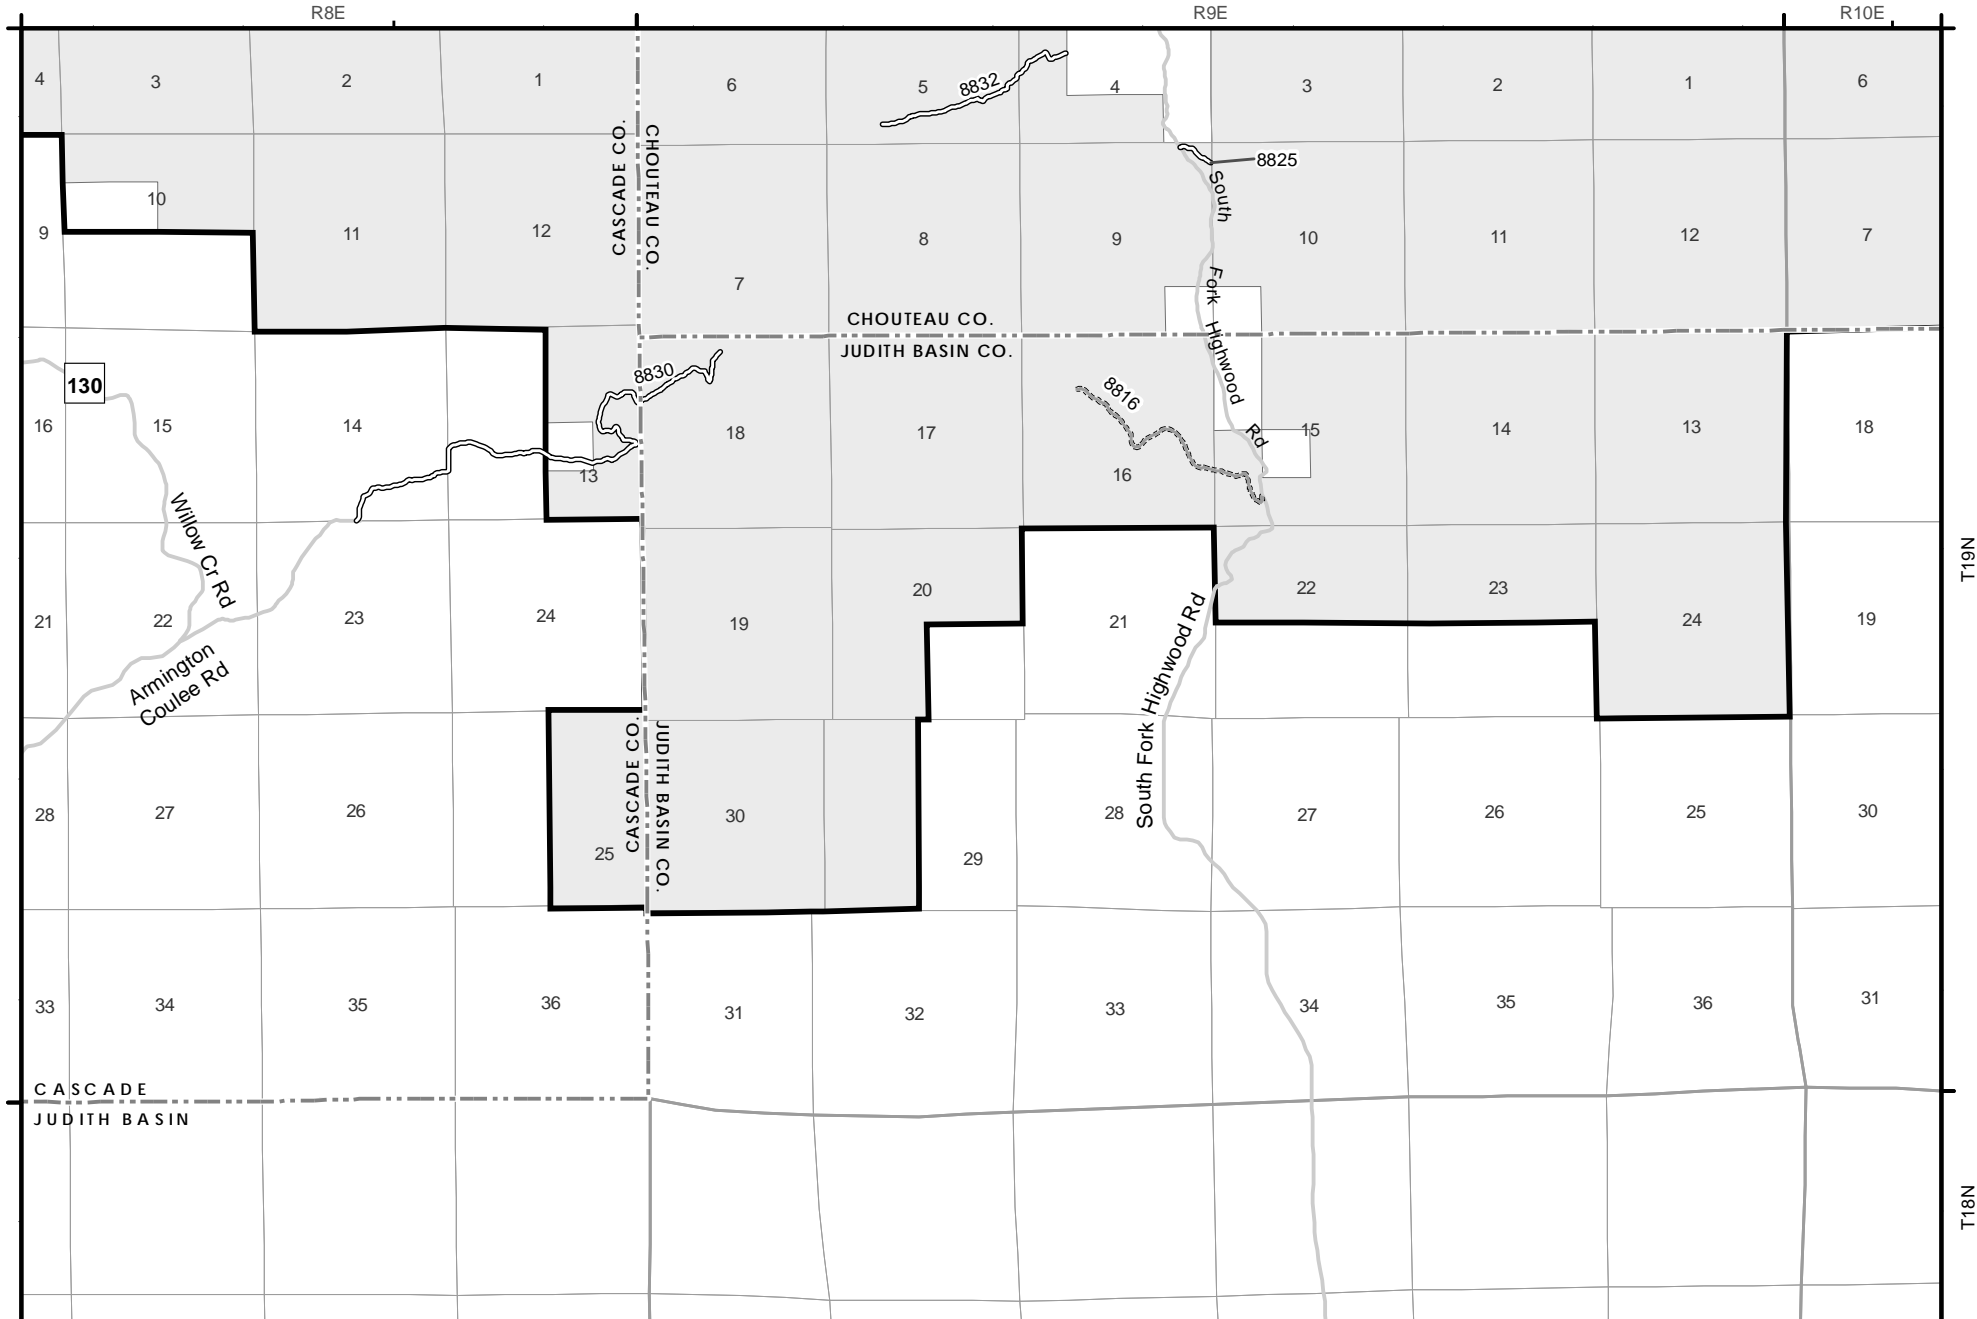 R8E R9E R10E
4 3 2 1 6 5 8832 4 3 2 1 6
8825
CASCADE CO.
CHOUTEAU CO.
9 10 11 12 7 8 9 10 11 12 7
South Fork Highwood Rd
CHOUTEAU CO.
JUDITH BASIN CO.
130
8830
8816
16 15 14 13 18 17 16 15 14 13 18
Willow Cr Rd
T19N
21 22 23 24 19 20 21 22 23 24 19
Armington
Coulee Rd
South Fork Highwood Rd
CASCADE CO.
JUDITH BASIN CO.
28 27 26 25 30 29 28 27 26 25 30
33 34 35 36 31 32 33 34 35 36 31
CASCADE
JUDITH BASIN
T18N